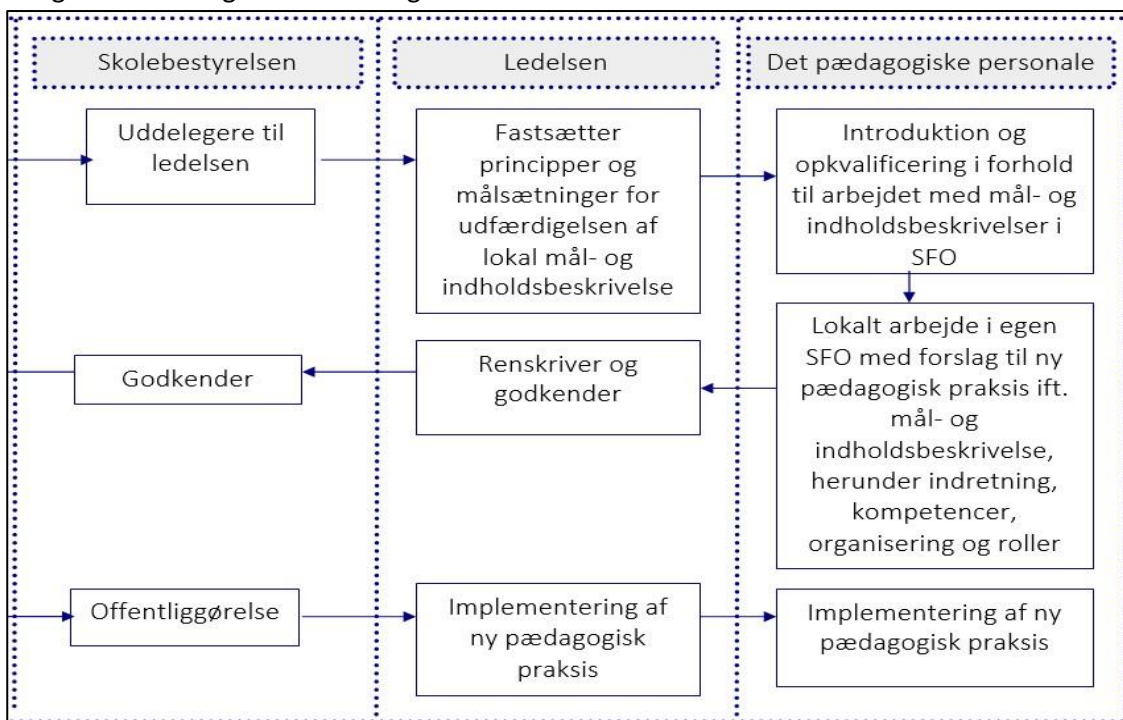 Skolebestyrelsen
Ledelsen
Det pædagogiske personale
Uddelegere til
ledelsen
Fastsætter
principper og
målsætninger for
udfærdigelsen af
lokal mål- og
indholdsbeskrivelse
Introduktion og
opkvalificering i forhold
til arbejdet med mål- og
indholdsbeskrivelser i
SFO
Godkender
Renskriver og
godkender
Lokalt arbejde i egen
SFO med forslag til ny
pædagogisk praksis ift.
mål- og
indholdsbeskrivelse,
herunder indretning,
kompetencer,
organisering og roller
Offentliggørelse
Implementering af
ny pædagogisk
praksis
Implementering af ny
pædagogisk praksis